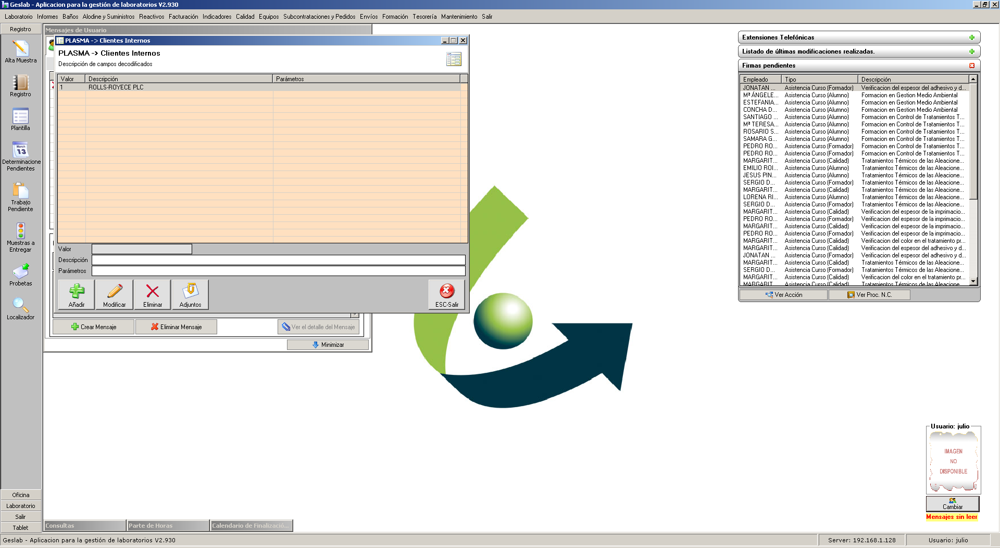 Geslab - Aplicacion para la gestión de laboratorios V2.930
Laboratorio Informes Baños Alodine y Suministros Reactivos Facturación Indicadores Calidad Equipos Subcontrataciones y Pedidos Envíos Formación Tesorería Mantenimiento Salir
Registro
Alta Muestra
Registro
Plantilla
March
13
Determinacione
Pendientes
Trabajo
Pendiente
Muestras a
Entregar
Probetas
Localizador
Oficina
Laboratorio
Salir
Tablet
Mensajes de Usuario
PLASMA -> Clientes Internos
PLASMA -> Clientes Internos
Descripción de campos decodificados
Valor Descripción Parámetros
1 ROLLS-ROYECE PLC
Valor
Descripción
Parámetros
Añadir Modificar Eliminar Adjuntos ESC-Salir
Crear Mensaje Eliminar Mensaje Ver el detalle del Mensaje
Minimizar
Extensiones Telefónicas
Listado de últimas modificaciones realizadas.
Firmas pendientes
Empleado Tipo Descripción
JONATAN ... Asistencia Curso (Formador) Verificacion del espesor del adhesivo y d...
Mª ÁNGELE... Asistencia Curso (Alumno) Formacion en Gestion Medio Ambiental
ESTEFANIA... Asistencia Curso (Alumno) Formacion en Gestion Medio Ambiental
CONCHA D... Asistencia Curso (Alumno) Formacion en Gestion Medio Ambiental
SANTIAGO ... Asistencia Curso (Alumno) Formacion en Control de Tratamientos T...
Mª TERESA... Asistencia Curso (Alumno) Formacion en Control de Tratamientos T...
ROSARIO S... Asistencia Curso (Alumno) Formacion en Control de Tratamientos T...
SAMARA G... Asistencia Curso (Alumno) Formacion en Control de Tratamientos T...
PEDRO RO... Asistencia Curso (Formador) Formacion en Control de Tratamientos T...
PEDRO RO... Asistencia Curso (Formador) Formacion en Control de Tratamientos T...
MARGARIT... Asistencia Curso (Calidad) Tratamientos Térmicos de las Aleacione...
EMILIO ROI... Asistencia Curso (Alumno) Tratamientos Térmicos de las Aleacione...
JESUS PIN... Asistencia Curso (Alumno) Tratamientos Térmicos de las Aleacione...
SERGIO D... Asistencia Curso (Formador) Tratamientos Térmicos de las Aleacione...
MARGARIT... Asistencia Curso (Calidad) Tratamientos Térmicos de las Aleacione...
LORENA RI... Asistencia Curso (Alumno) Tratamientos Térmicos de las Aleacione...
SERGIO D... Asistencia Curso (Formador) Tratamientos Térmicos de las Aleacione...
MARGARIT... Asistencia Curso (Calidad) Verificacion del espesor de la imprimacio...
PEDRO RO... Asistencia Curso (Formador) Verificacion del espesor de la imprimacio...
MARGARIT... Asistencia Curso (Calidad) Verificacion del espesor de la imprimacio...
PEDRO RO... Asistencia Curso (Formador) Verificacion del espesor de la imprimacio...
MARGARIT... Asistencia Curso (Calidad) Verificacion del color en el tratamiento pr...
MARGARIT... Asistencia Curso (Calidad) Verificacion del espesor del adhesivo y d...
JONATAN ... Asistencia Curso (Formador) Verificacion del espesor del adhesivo y d...
MARGARIT... Asistencia Curso (Calidad) Tratamientos Térmicos de las Aleacione...
SERGIO D... Asistencia Curso (Formador) Tratamientos Térmicos de las Aleacione...
MARGARIT... Asistencia Curso (Calidad) Verificacion del color en el tratamiento pr...
MARGARIT... Asistencia Curso (Calidad) Tratamientos Térmicos de las Aleacione...
Ver Acción Ver Proc. N.C.
Usuario: julio
IMAGEN
NO
DISPONIBLE
Cambiar
Mensajes sin leer
Consultas Parte de Horas Calendario de Finalizació...
Geslab - Aplicacion para la gestión de laboratorios V2.930 Server: 192.168.1.128 Usuario: julio